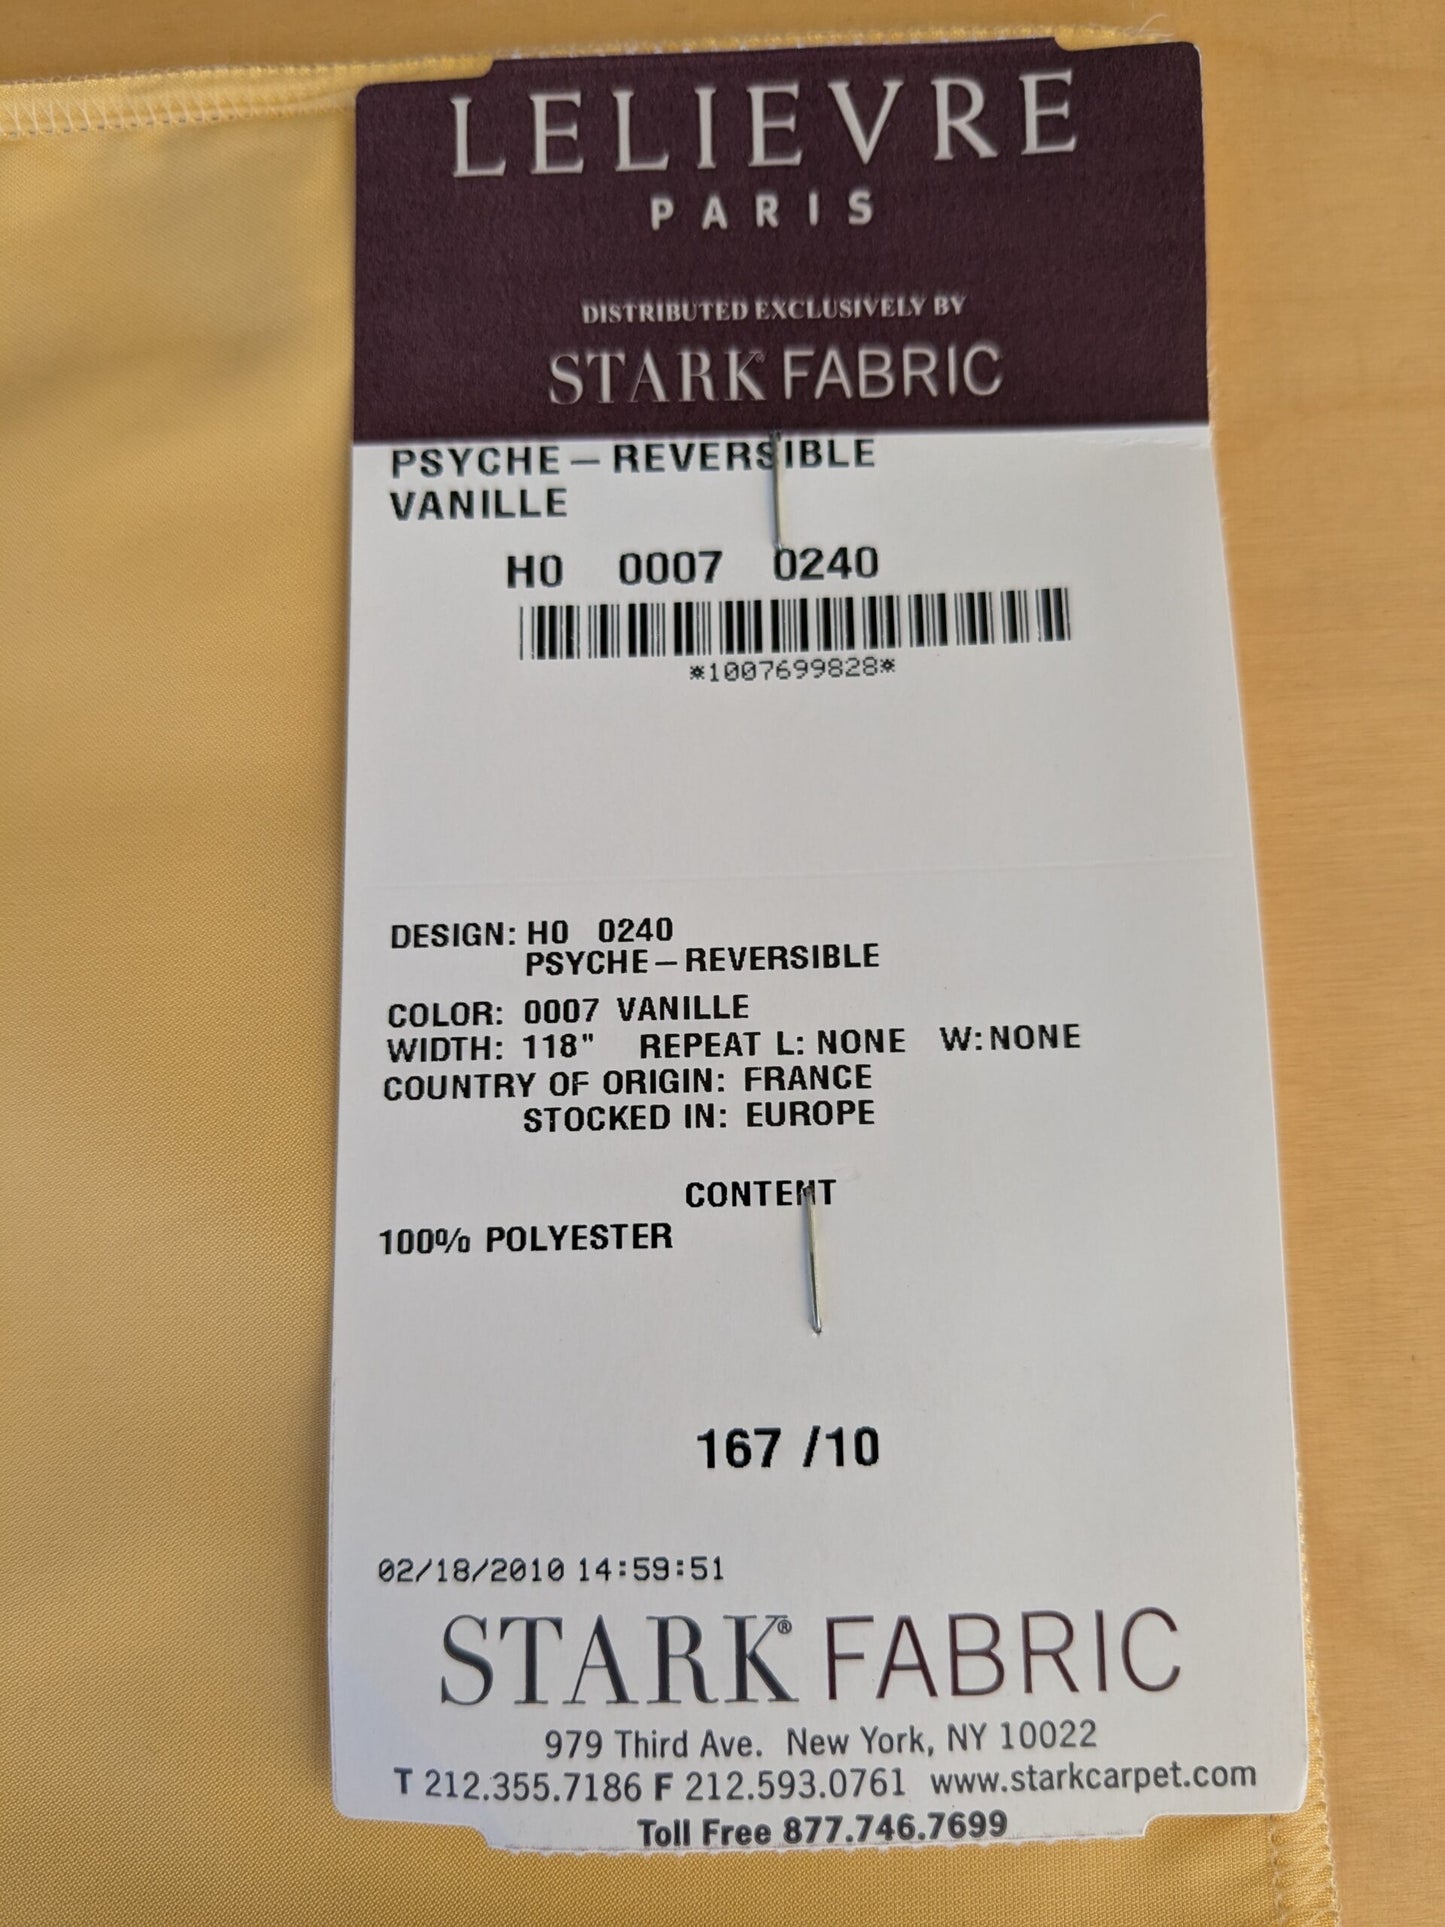 LELIEVRE
PARIS
DISTRIBUTED EXCLUSIVELY BY
STARK® FABRIC
PSYCHE – REVERSIBLE
VANILLE
H0 0007 0240
*1007699828*
DESIGN: H0 0240
PSYCHE – REVERSIBLE
COLOR: 0007 VANILLE
WIDTH: 118" REPEAT L: NONE W: NONE
COUNTRY OF ORIGIN: FRANCE
STOCKED IN: EUROPE
CONTENT
100% POLYESTER
167 /10
02/18/2010 14:59:51
STARK® FABRIC
979 Third Ave. New York, NY 10022
T 212.355.7186 F 212.593.0761 www.starkcarpet.com
Toll Free 877.746.7699